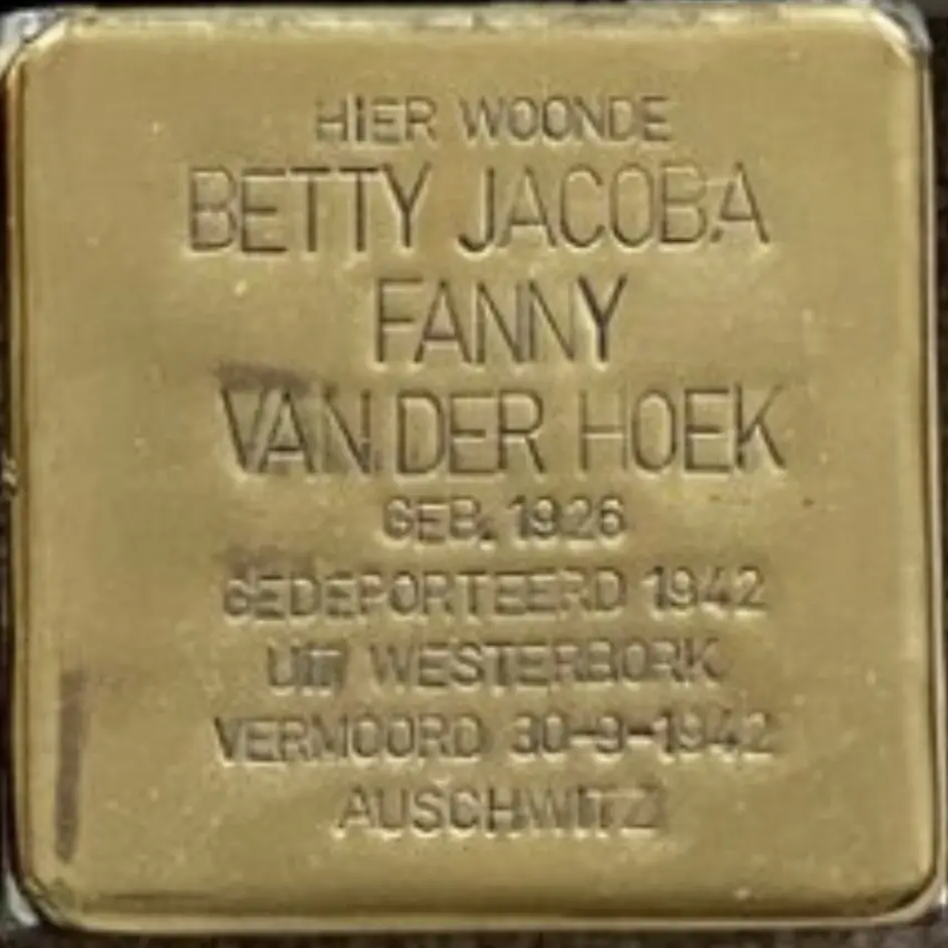 HIER WOONDE
BETTY JACOBA
FANNY
VAN DER HOEK
GEB. 1926
GEDEPORTEERD 1942
UIT WESTERBORK
VERMOORD 30-9-1942
AUSCHWITZ